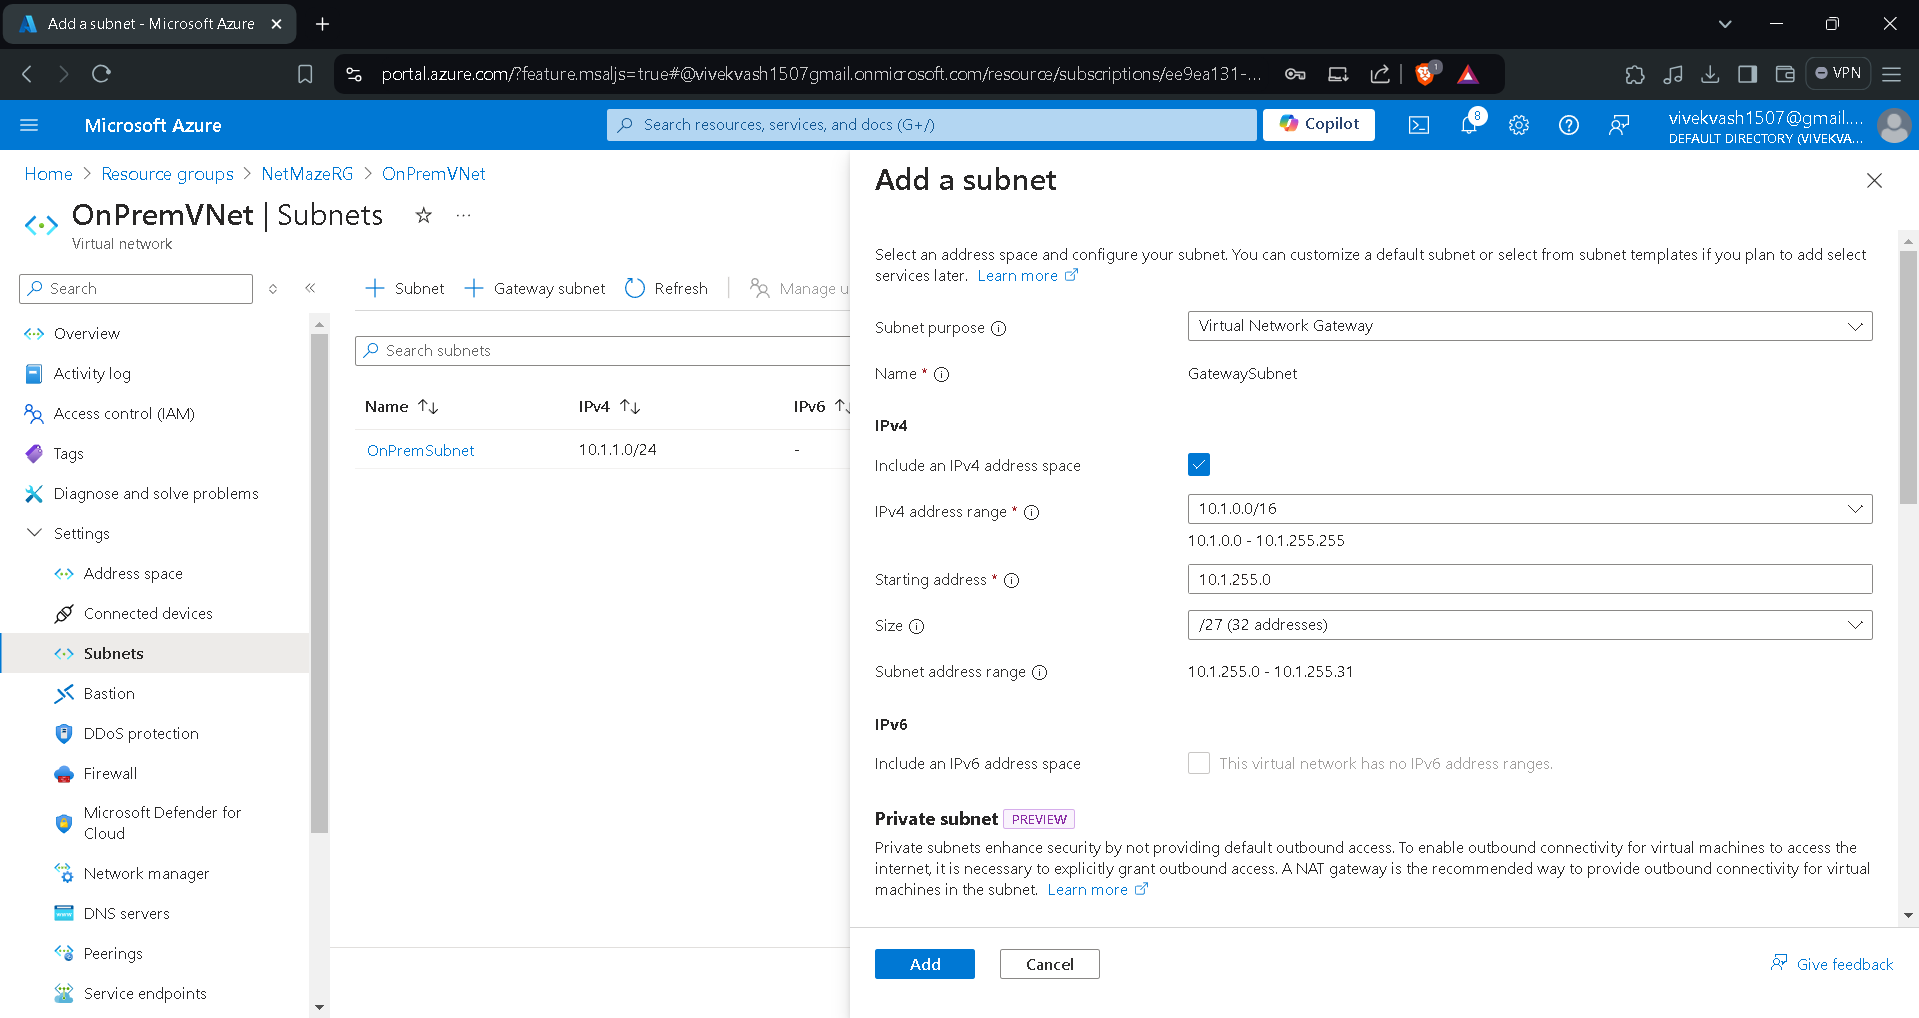 Add a subnet - Microsoft Azure
portal.azure.com/?feature.msaljs=true#@vivekvash1507gmail.onmicrosoft.com/resource/subscriptions/ee9ea131-...
1
VPN
Microsoft Azure
Search resources, services, and docs (G+/)
Copilot
8
vivekvash1507@gmail....
DEFAULT DIRECTORY (VIVEKVA...
Home > Resource groups > NetMazeRG > OnPremVNet
OnPremVNet | Subnets
Virtual network
Search
Overview
Activity log
Access control (IAM)
Tags
Diagnose and solve problems
Settings
Address space
Connected devices
Subnets
Bastion
DDoS protection
Firewall
Microsoft Defender for
Cloud
Network manager
DNS servers
Peerings
Service endpoints
+ Subnet + Gateway subnet Refresh Manage u
Search subnets
Name IPv4 IPv6
OnPremSubnet 10.1.1.0/24 -
Add a subnet
Select an address space and configure your subnet. You can customize a default subnet or select from subnet templates if you plan to add select
services later. Learn more
Subnet purpose Virtual Network Gateway
Name * GatewaySubnet
IPv4
Include an IPv4 address space
IPv4 address range * 10.1.0.0/16
10.1.0.0 - 10.1.255.255
Starting address * 10.1.255.0
Size /27 (32 addresses)
Subnet address range 10.1.255.0 - 10.1.255.31
IPv6
Include an IPv6 address space This virtual network has no IPv6 address ranges.
Private subnet PREVIEW
Private subnets enhance security by not providing default outbound access. To enable outbound connectivity for virtual machines to access the
internet, it is necessary to explicitly grant outbound access. A NAT gateway is the recommended way to provide outbound connectivity for virtual
machines in the subnet. Learn more
Add Cancel Give feedback